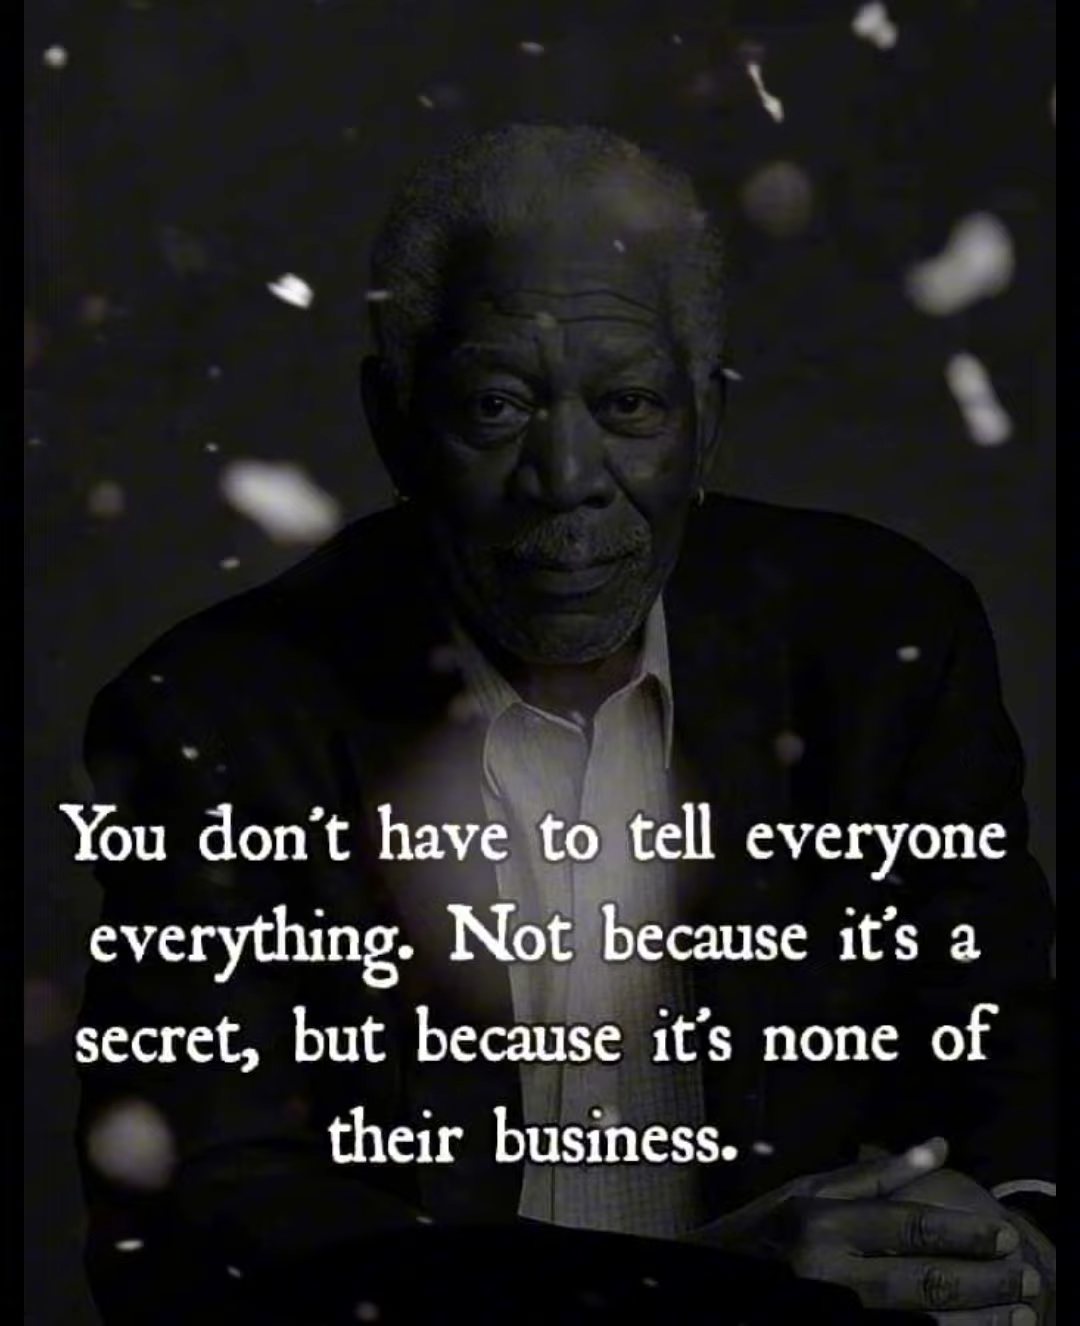 You don't have to tell everyone
everything. Not because it's a
secret, but because it's none of
their business.